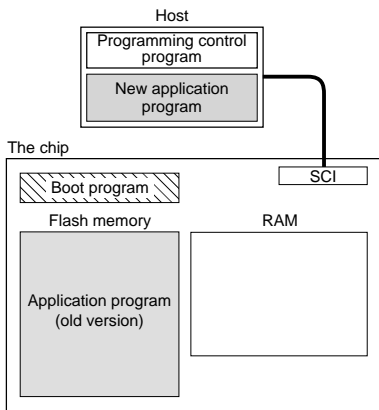 Host
Programming control
program
New application
program
The chip
SCI
Boot program
Flash memory
RAM
Application program
(old version)